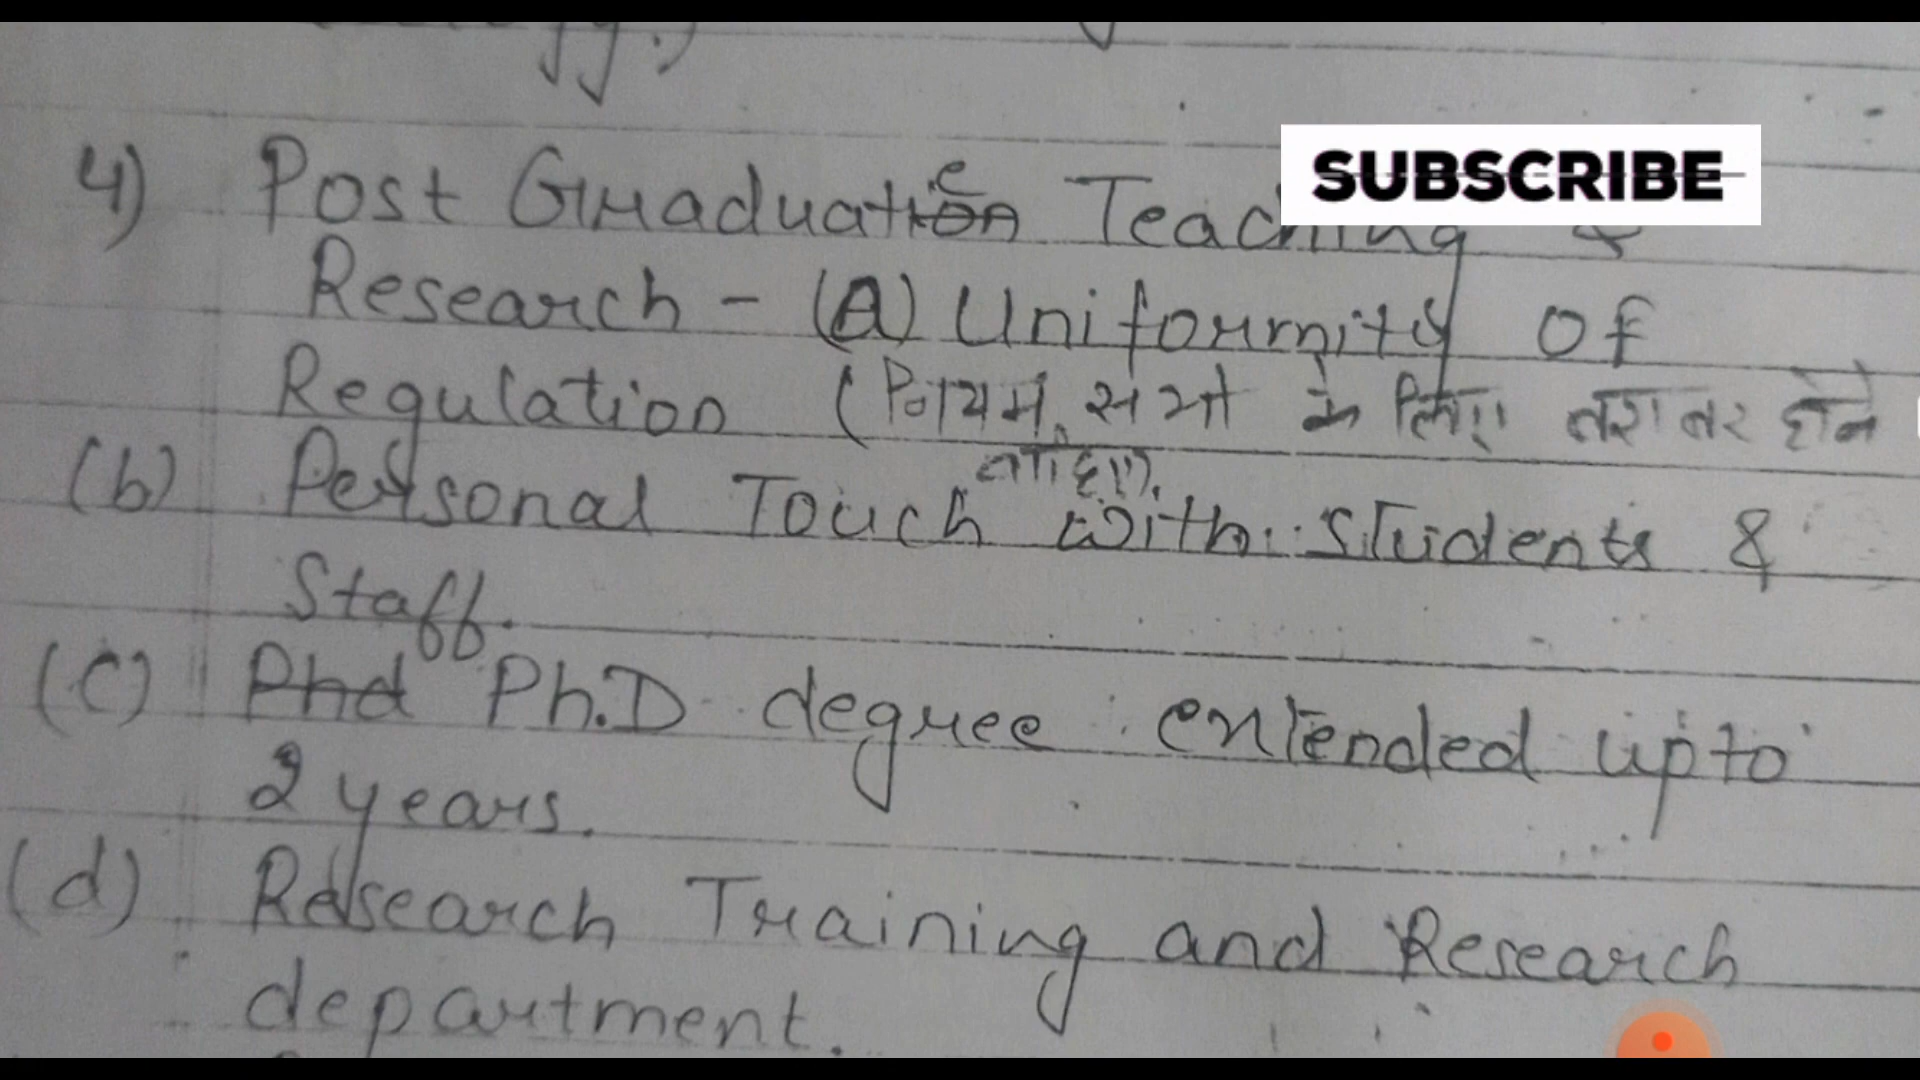 SUBSCRIBE
4) Post Graduate Teaching &
Research - (A) Uniformity of
Regulation (नियम सभी के लिए बराबर होने
चाहिए).
(b) Personal Touch with Students &
Staff.
(c) Phd Ph.D degree extended upto
2 years.
(d) Research Training and Research
department.